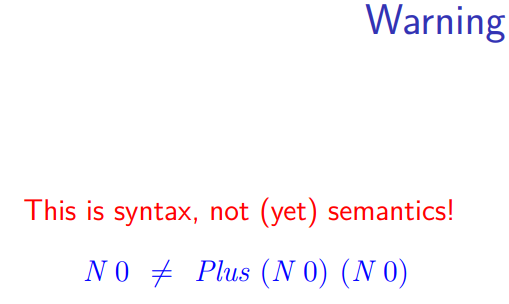 Warning
This is syntax, not (yet) semantics!
N 0 ≠ Plus (N 0) (N 0)